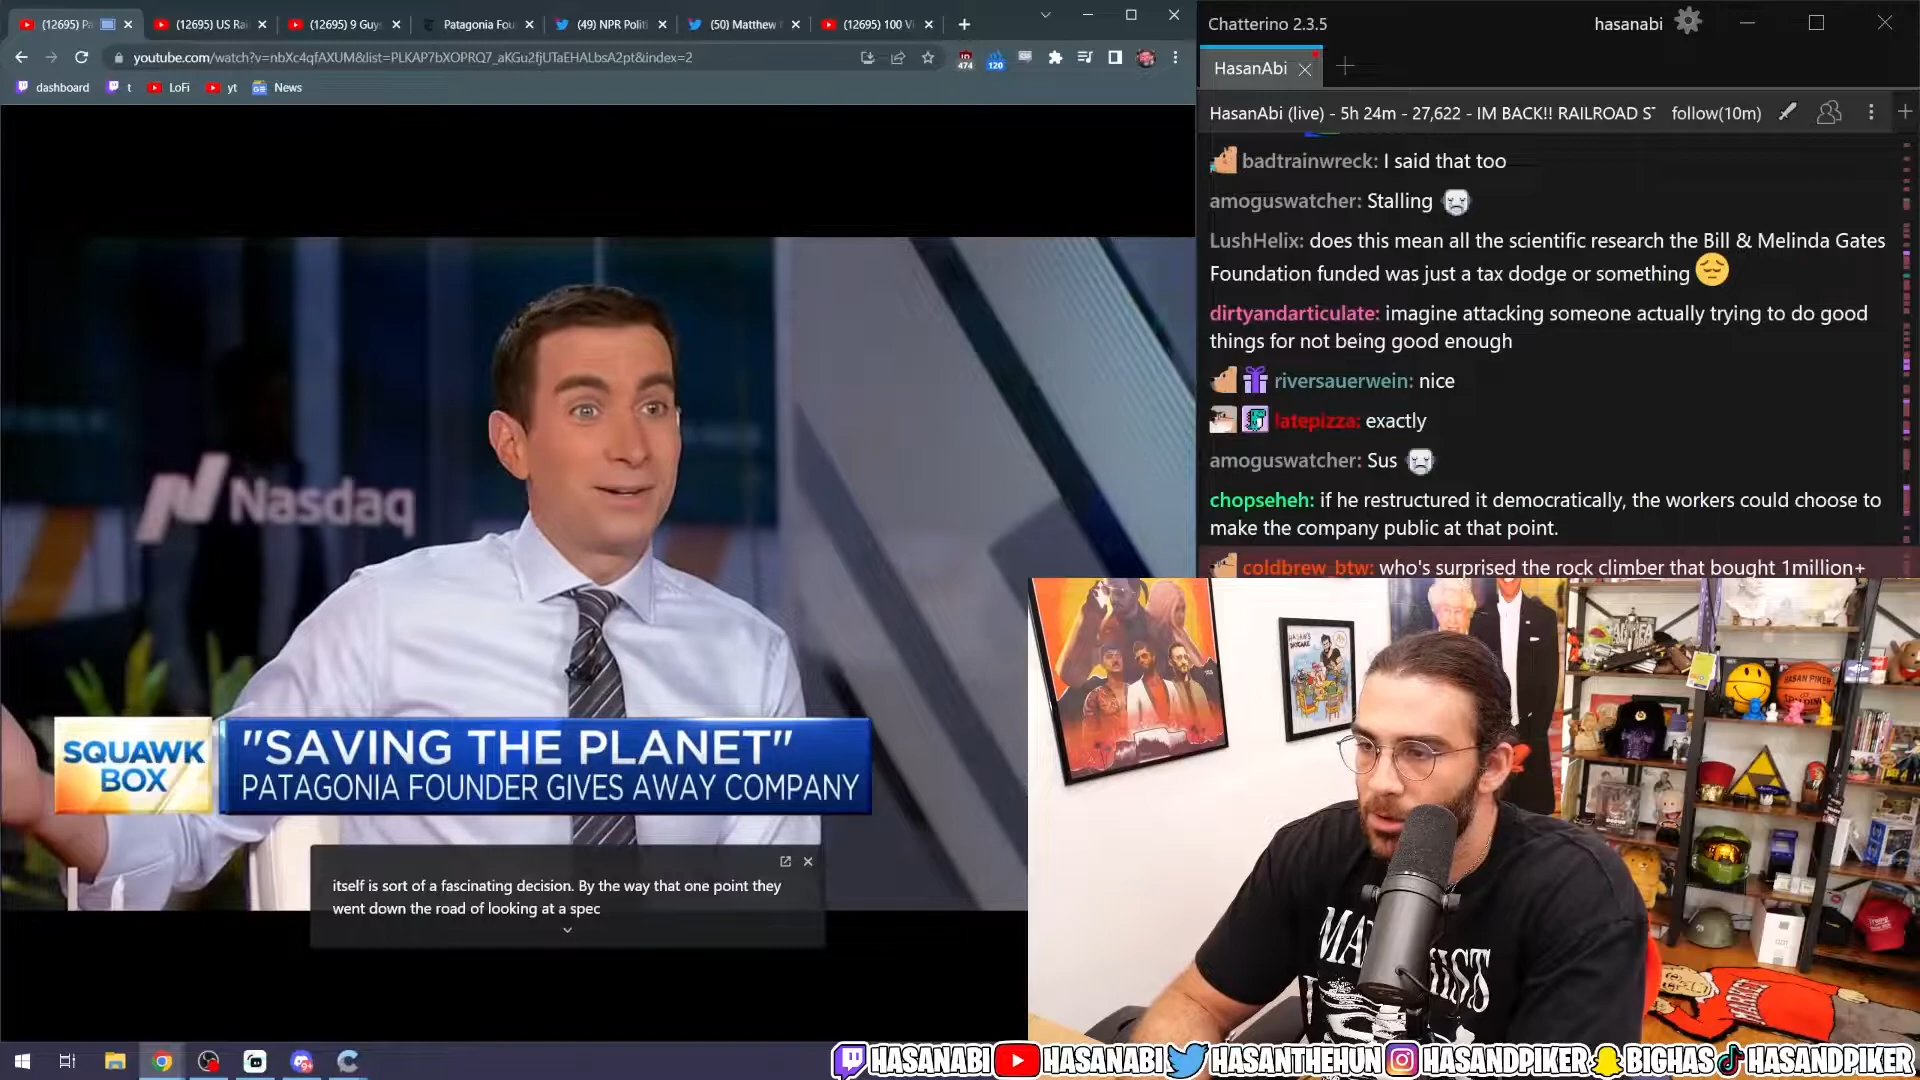 (12695) Pa
(12695) US Rai
(12695) 9 Guy
Patagonia Fou
(49) NPR Politi
(50) Matthew
(12695) 100 Vi
youtube.com/watch?v=nbXc4qfAXUM&list=PLKAP7bXOPRQ7_aKGu2fjUTaEHALbsA2pt&index=2
474
120
dashboard
t
LoFi
yt
News
Nasdaq
SQUAWK
BOX
"SAVING THE PLANET"
PATAGONIA FOUNDER GIVES AWAY COMPANY
itself is sort of a fascinating decision. By the way that one point they
went down the road of looking at a spec
Chatterino 2.3.5
hasanabi
HasanAbi
HasanAbi (live) - 5h 24m - 27,622 - IM BACK!! RAILROAD ST
follow(10m)
badtrainwreck: I said that too
amoguswatcher: Stalling
LushHelix: does this mean all the scientific research the Bill & Melinda Gates
Foundation funded was just a tax dodge or something
dirtyandarticulate: imagine attacking someone actually trying to do good
things for not being good enough
riversauerwein: nice
latepizza: exactly
amoguswatcher: Sus
chopseheh: if he restructured it democratically, the workers could choose to
make the company public at that point.
coldbrew_btw: who's surprised the rock climber that bought 1million+
HASAN PIKER
HASANABI
HASANABI
HASANTHEHUN
HASANDPIKER
BIGHAS
HASANDPIKER